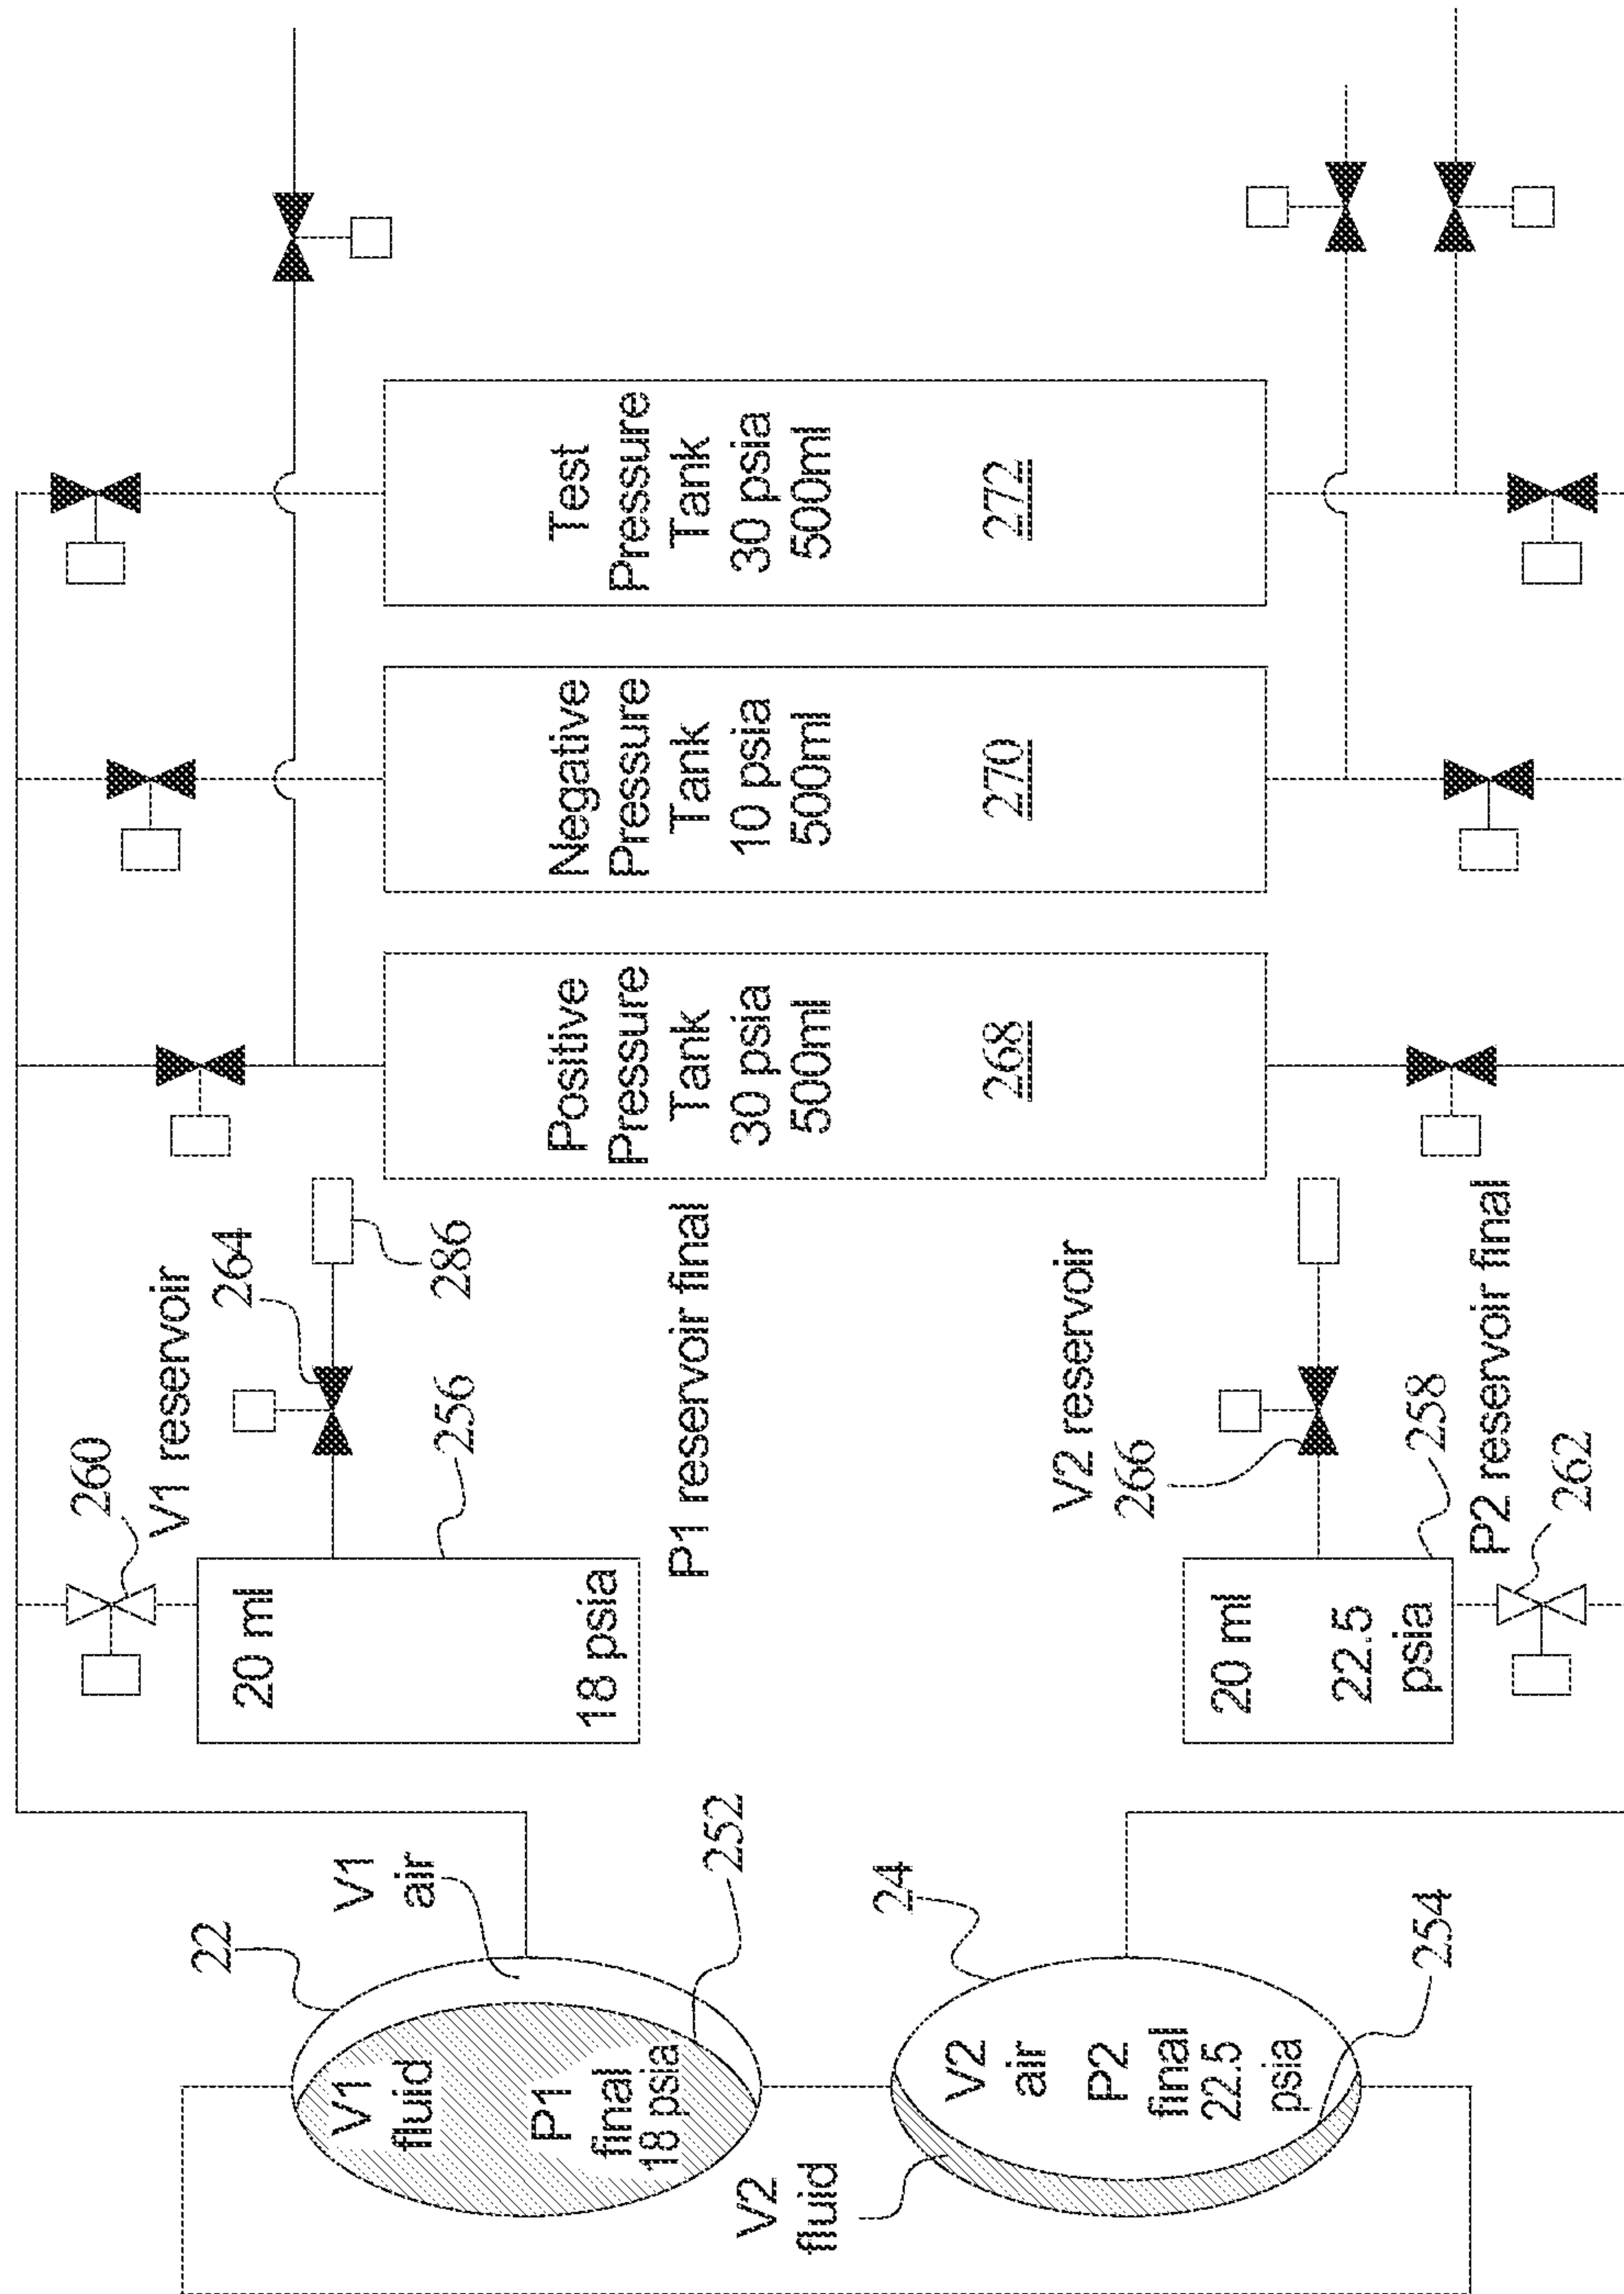 22
V1
air
V1
fluid
P1
final
18 psia
252
V2
fluid
24
V2
air
P2
final
22.5
psia
254
260
V1 reservoir
264
286
20 ml
18 psia
256
P1 reservoir final
V2 reservoir
266
20 ml
22.5
psia
258
P2 reservoir final
262
Positive
Pressure
Tank
30 psia
500ml
268
Negative
Pressure
Tank
10 psia
500ml
270
Test
Pressure
Tank
30 psia
500ml
272